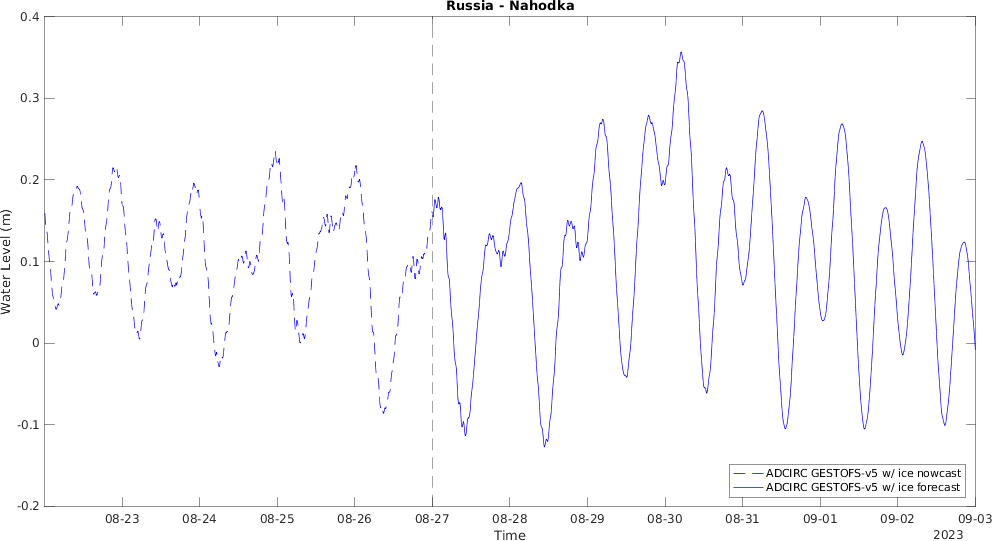 Russia - Nahodka
Water Level (m)
0.4
0.3
0.2
0.1
0
-0.1
-0.2
08-23 08-24 08-25 08-26 08-27 08-28 08-29 08-30 08-31 09-01 09-02 09-03
Time
2023
ADCIRC GESTOFS-v5 w/ ice nowcast
ADCIRC GESTOFS-v5 w/ ice forecast